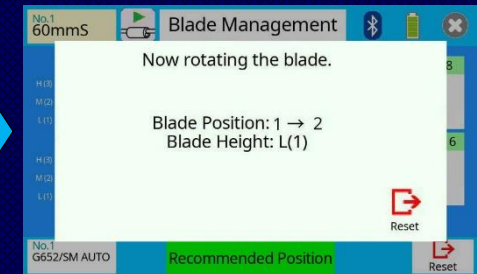 No.1
60mmS
Blade Management
Now rotating the blade.
8
H (3)
M (2)
L (1)
Blade Position: 1 → 2
Blade Height: L(1)
6
H (3)
M (2)
L (1)
Reset
No.1
G652/SM AUTO
Recommended Position
Reset